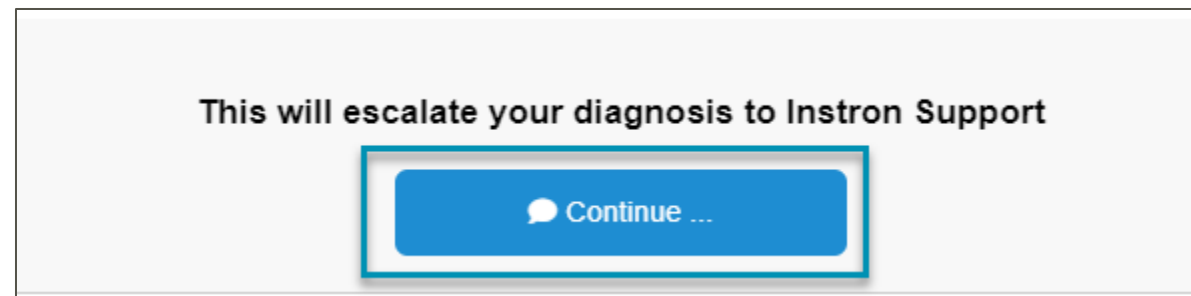 This will escalate your diagnosis to Instron Support
Continue ...